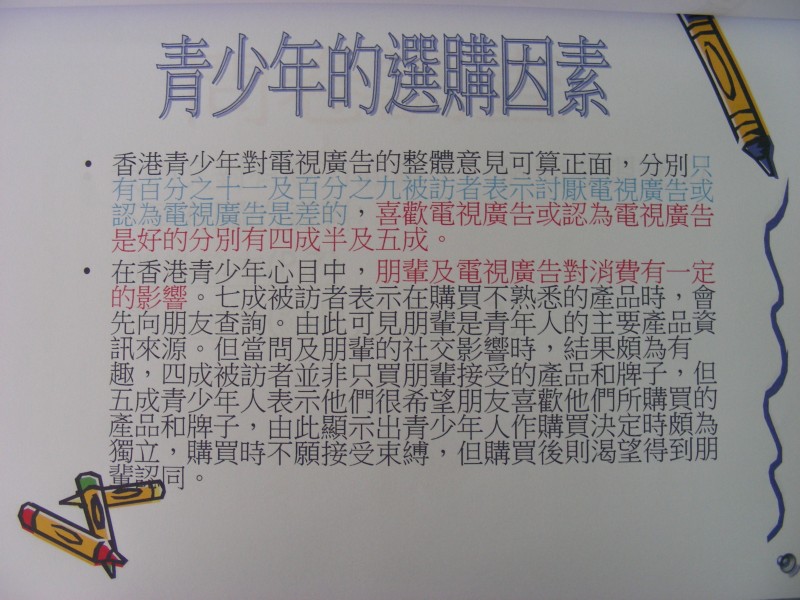 青少年的選購因素
• 香港青少年對電視廣告的整體意見可算正面，分別只
有百分之十一及百分之九被訪者表示討厭電視廣告或
認為電視廣告是差的，喜歡電視廣告或認為電視廣告
是好的分別有四成半及五成。
• 在香港青少年心目中，朋輩及電視廣告對消費有一定
的影響。七成被訪者表示在購買不熟悉的產品時，會
先向朋友查詢。由此可見朋輩是青年人的主要產品資
訊來源。但當問及朋輩的社交影響時，結果頗為有
趣，四成被訪者並非只買朋輩接受的產品和牌子，但
五成青少年人表示他們很希望朋友喜歡他們所購買的
產品和牌子，由此顯示出青少年人作購買決定時頗為
獨立，購買時不願接受束縛，但購買後則渴望得到朋
輩認同。